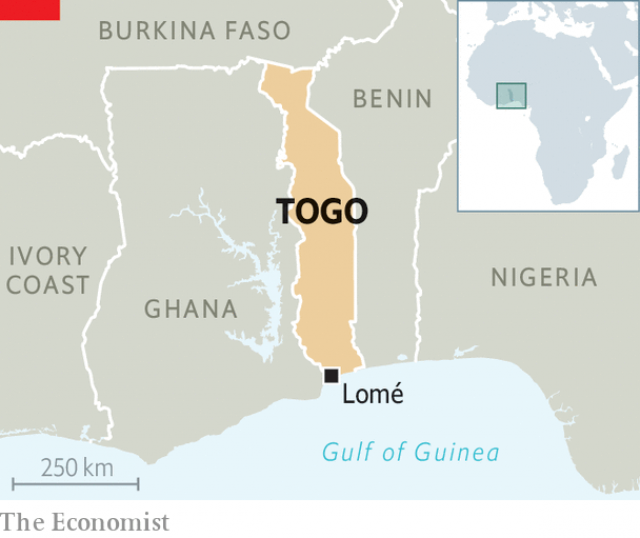 BURKINA FASO
BENIN
TOGO
IVORY
COAST
GHANA
NIGERIA
Lomé
Gulf of Guinea
250 km
The Economist